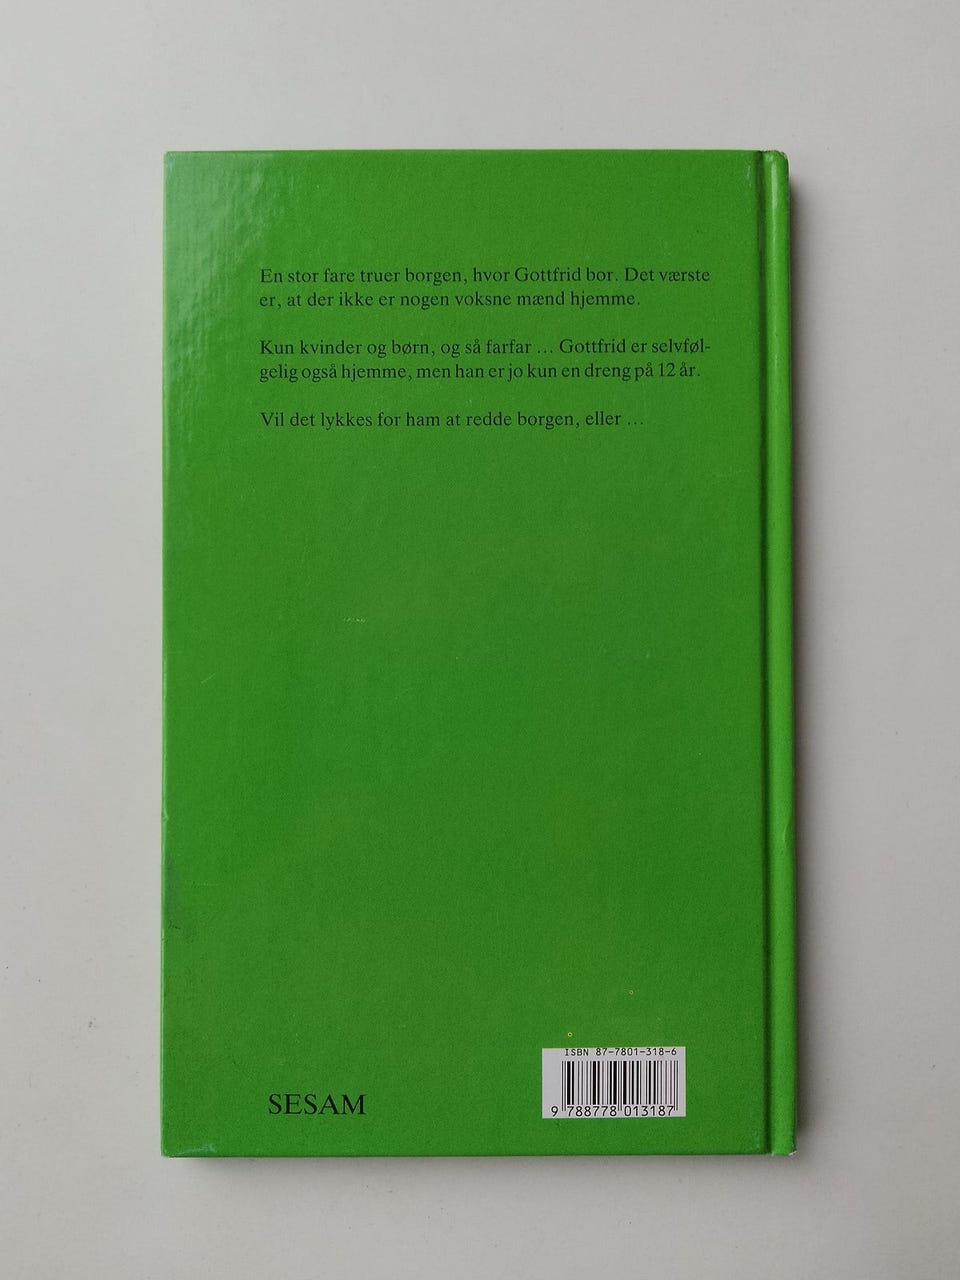 En stor fare truer borgen, hvor Gottfrid bor. Det værste
er, at der ikke er nogen voksne mænd hjemme.
Kun kvinder og børn, og så farfar ... Gottfrid er selvføl-
gelig også hjemme, men han er jo kun en dreng på 12 år.
Vil det lykkes for ham at redde borgen, eller ...
SESAM
ISBN 87-7801-318-6
9 788778 013187